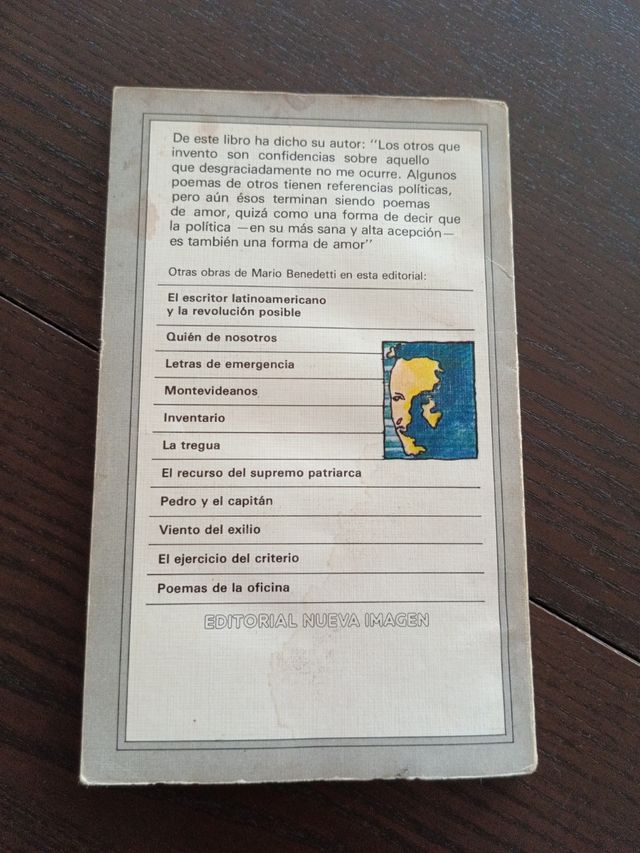 De este libro ha dicho su autor: "Los otros que
invento son confidencias sobre aquello
que desgraciadamente no me ocurre. Algunos
poemas de otros tienen referencias políticas,
pero aún ésos terminan siendo poemas
de amor, quizá como una forma de decir que
la política —en su más sana y alta acepción—
es también una forma de amor"
Otras obras de Mario Benedetti en esta editorial:
El escritor latinoamericano
y la revolución posible
Quién de nosotros
Letras de emergencia
Montevideanos
Inventario
La tregua
El recurso del supremo patriarca
Pedro y el capitán
Viento del exilio
El ejercicio del criterio
Poemas de la oficina
EDITORIAL NUEVA IMAGEN